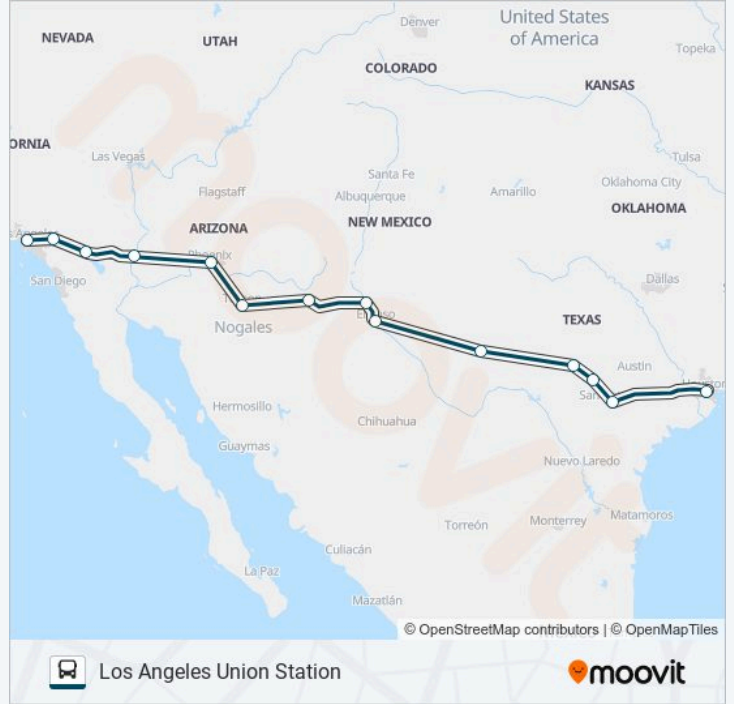 United States
of America
Denver
NEVADA
UTAH
Topeka
COLORADO
KANSAS
ORNIA
Las Vegas
Tulsa
Santa Fe
Oklahoma City
Flagstaff
Albuquerque
Amarillo
OKLAHOMA
ARIZONA
NEW MEXICO
Phoenix
San Diego
Dallas
Nogales
TEXAS
Austin
Hermosillo
Chihuahua
Guaymas
Nuevo Laredo
Torreón
Monterrey
Matamoros
Culiacán
La Paz
Mazatlán
© OpenStreetMap contributors | © OpenMapTiles
Los Angeles Union Station
moovit